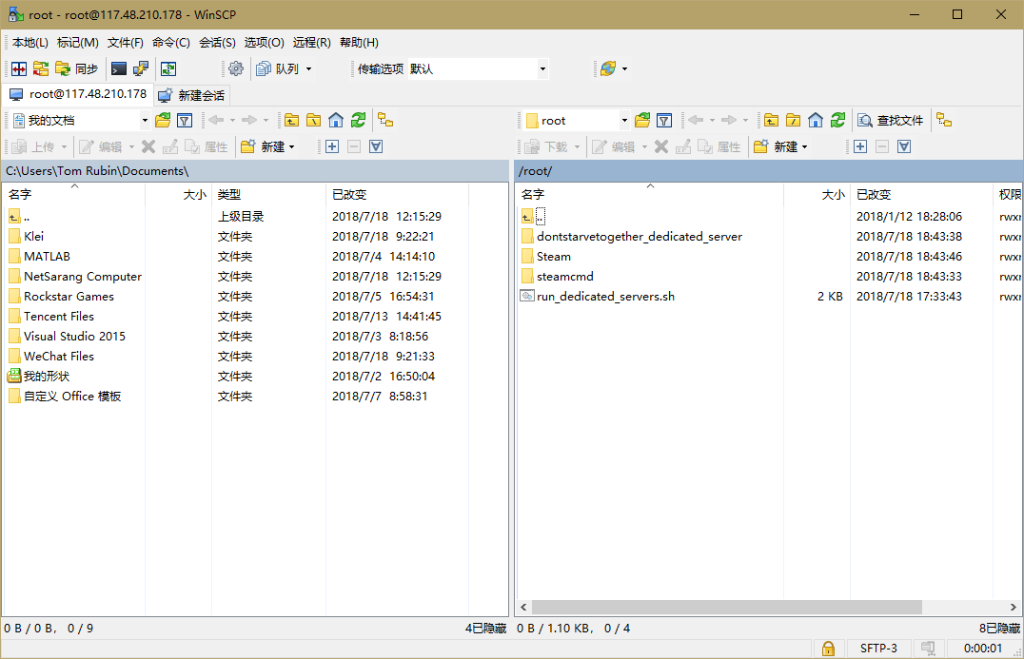 root - root@117.48.210.178 - WinSCP
本地(L) 标记(M) 文件(F) 命令(C) 会话(S) 选项(O) 远程(R) 帮助(H)
同步 队列 传输选项 默认
root@117.48.210.178 新建会话
我的文档 root 查找文件
上传 编辑 属性 新建 下载 编辑 属性 新建
C:\Users\Tom Rubin\Documents\ /root/
名字 大小 类型 已改变 名字 大小 已改变 权限
.. 上级目录 2018/7/18 12:15:29 .. 2018/1/12 18:28:06 rwxr
Klei 文件夹 2018/7/18 9:22:21 dontstarvetogether_dedicated_server 2018/7/18 18:43:38 rwxr
MATLAB 文件夹 2018/7/4 14:14:10 Steam 2018/7/18 18:43:46 rwxr
NetSarang Computer 文件夹 2018/7/18 12:15:29 steamcmd 2018/7/18 18:43:33 rwxr
Rockstar Games 文件夹 2018/7/5 16:54:31 run_dedicated_servers.sh 2 KB 2018/7/18 17:33:43 rwxr
Tencent Files 文件夹 2018/7/13 14:41:45
Visual Studio 2015 文件夹 2018/7/3 8:18:56
WeChat Files 文件夹 2018/7/18 9:21:33
我的形状 文件夹 2018/7/2 16:50:04
自定义 Office 模板 文件夹 2018/7/7 8:58:31
0 B / 0 B, 0 / 9 4已隐藏 0 B / 1.10 KB, 0 / 4 8已隐藏
SFTP-3 0:00:01